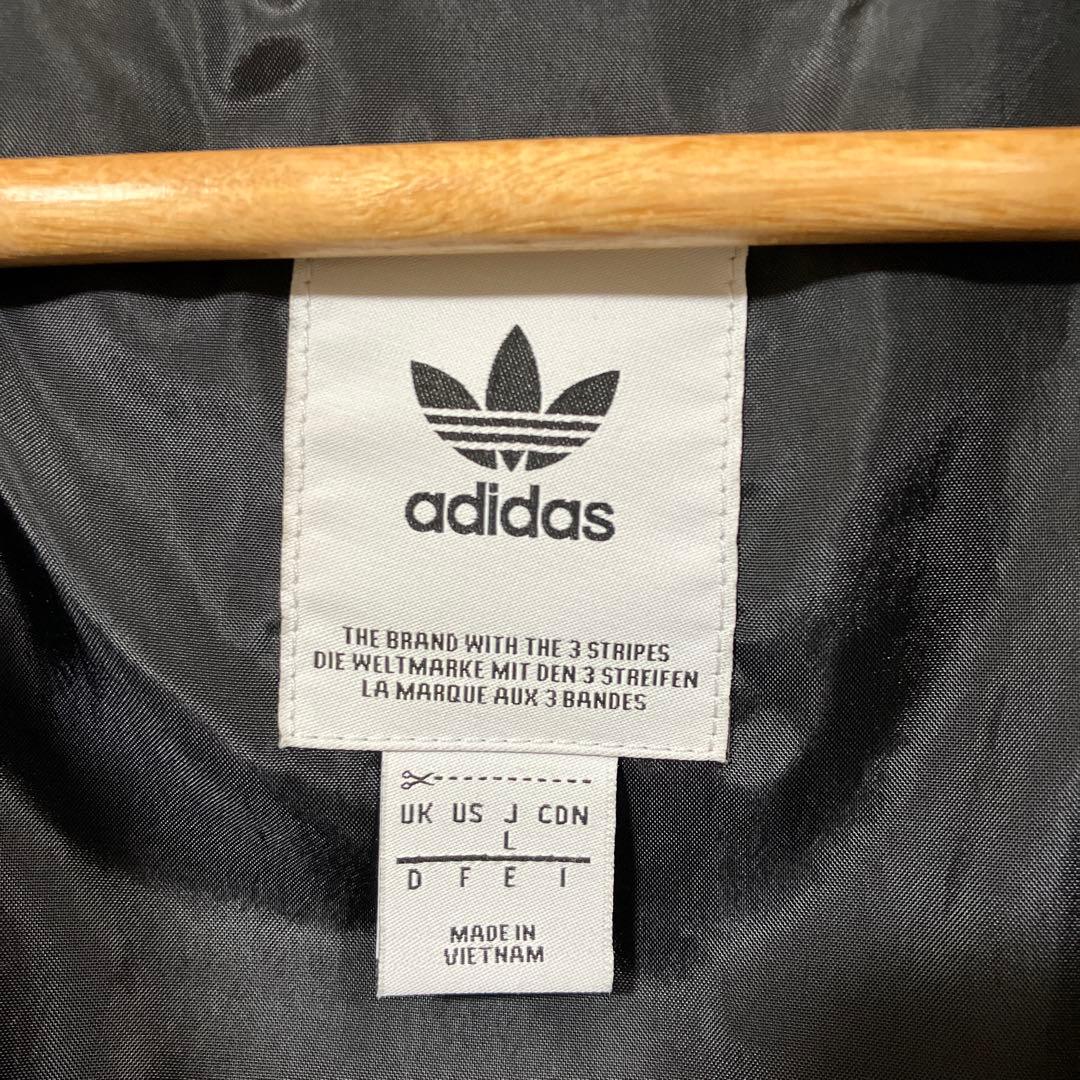 adidas
THE BRAND WITH THE 3 STRIPES
DIE WELTMARKE MIT DEN 3 STREIFEN
LA MARQUE AUX 3 BANDES
UK US J CDN
L
D F E I
MADE IN
VIETNAM